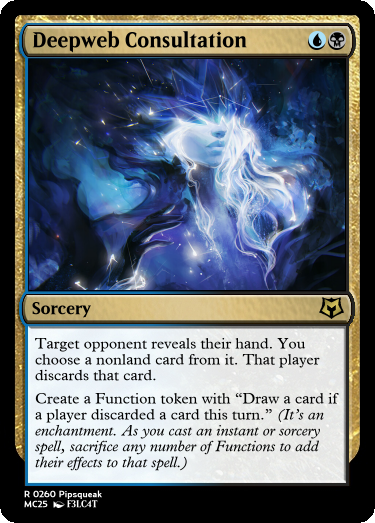 Deepweb Consultation
Sorcery
Target opponent reveals their hand. You
choose a nonland card from it. That player
discards that card.
Create a Function token with “Draw a card if
a player discarded a card this turn.” (It’s an
enchantment. As you cast an instant or sorcery
spell, sacrifice any number of Functions to add
their effects to that spell.)
R 0260 Pipsqueak
MC25 F3LC4T